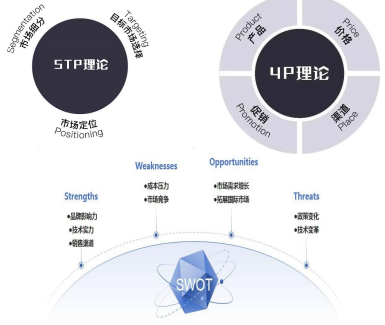 Segmentation
市场细分
Targeting
目标市场选择
STP理论
市场定位
Positioning
Product
产品
Price
价格
4P理论
促销
Promotion
渠道
Place
Weaknesses
•成本压力
•市场竞争
Opportunities
•市场需求增长
•拓展国际市场
Strengths
•品牌影响力
•技术实力
•销售渠道
Threats
•政策变化
•技术变革
SWOT